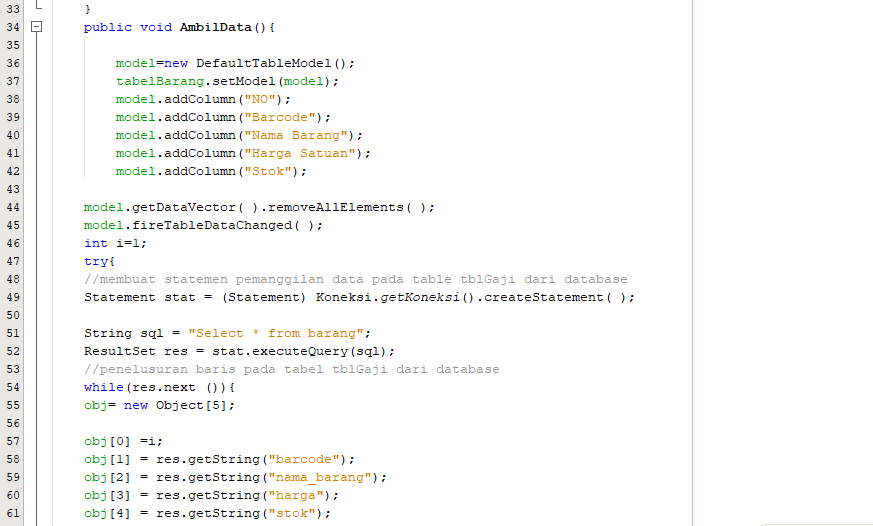 33 }
34 public void AmbilData(){
35
36 model=new DefaultTableModel();
37 tabelBarang.setModel(model);
38 model.addColumn("NO");
39 model.addColumn("Barcode");
40 model.addColumn("Nama Barang");
41 model.addColumn("Harga Satuan");
42 model.addColumn("Stok");
43
44 model.getDataVector( ).removeAllElements( );
45 model.fireTableDataChanged( );
46 int i=1;
47 try{
48 //membuat statemen pemanggilan data pada table tblGaji dari database
49 Statement stat = (Statement) Koneksi.getKoneksi().createStatement( );
50
51 String sql = "Select * from barang";
52 ResultSet res = stat.executeQuery(sql);
53 //penelusuran baris pada tabel tblGaji dari database
54 while(res.next ()){
55 obj= new Object[5];
56
57 obj[0] =i;
58 obj[1] = res.getString("barcode");
59 obj[2] = res.getString("nama_barang");
60 obj[3] = res.getString("harga");
61 obj[4] = res.getString("stok");